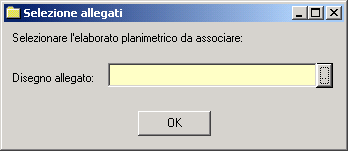 Selezione allegati
Selezionare l'elaborato planimetrico da associare:
Disegno allegato:
...
OK